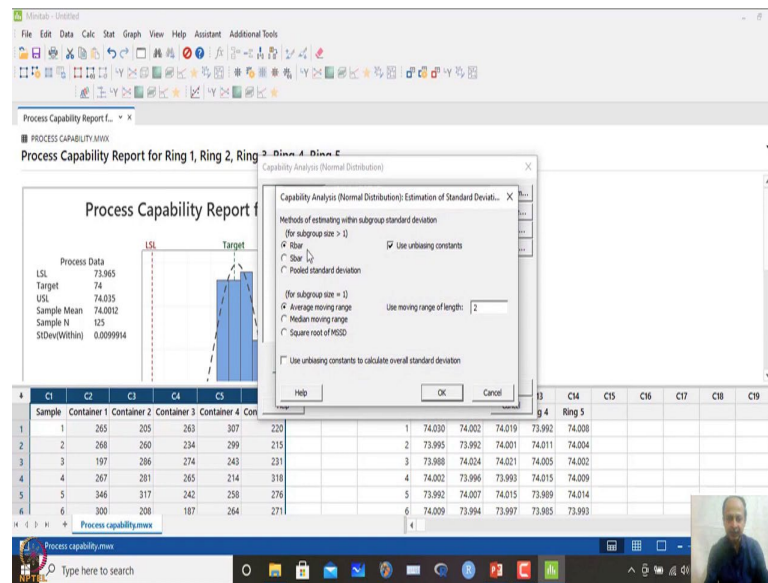 Minitab - Untitled
File Edit Data Calc Stat Graph View Help Assistant Additional Tools
Process Capability Report f...
PROCESS CAPABILITY.MWX
Process Capability Report for Ring 1, Ring 2, Ring 3, Ring 4, Ring 5
Capability Analysis (Normal Distribution)
Capability Analysis (Normal Distribution): Estimation of Standard Deviati...
Methods of estimating within subgroup standard deviation
(for subgroup size > 1)
Rbar
Use unbiasing constants
Sbar
Pooled standard deviation
(for subgroup size = 1)
Average moving range
Use moving range of length: 2
Median moving range
Square root of MSSD
Use unbiasing constants to calculate overall standard deviation
Help OK Cancel
Process Capability Report f
LSL Target
Process Data
LSL 73.965
Target 74
USL 74.035
Sample Mean 74.0012
Sample N 125
StDev(Within) 0.0099914
C1 C2 C3 C4 C5 13 C14 C15 C16 C17 C18 C19
Sample Container 1 Container 2 Container 3 Container 4 Con g 4 Ring 5
1 1 265 205 263 307 220 1 74.030 74.002 74.019 73.992 74.008
2 2 268 260 234 299 215 2 73.995 73.992 74.001 74.011 74.004
3 3 197 286 274 243 231 3 73.988 74.024 74.021 74.005 74.002
4 4 267 281 265 214 318 4 74.002 73.996 73.993 74.015 74.009
5 5 346 317 242 258 276 5 73.992 74.007 74.015 73.989 74.014
6 6 300 208 187 264 271 6 74.009 73.994 73.997 73.985 73.993
Process capability.mwx
Process capability.mwx
Type here to search
NPTEL